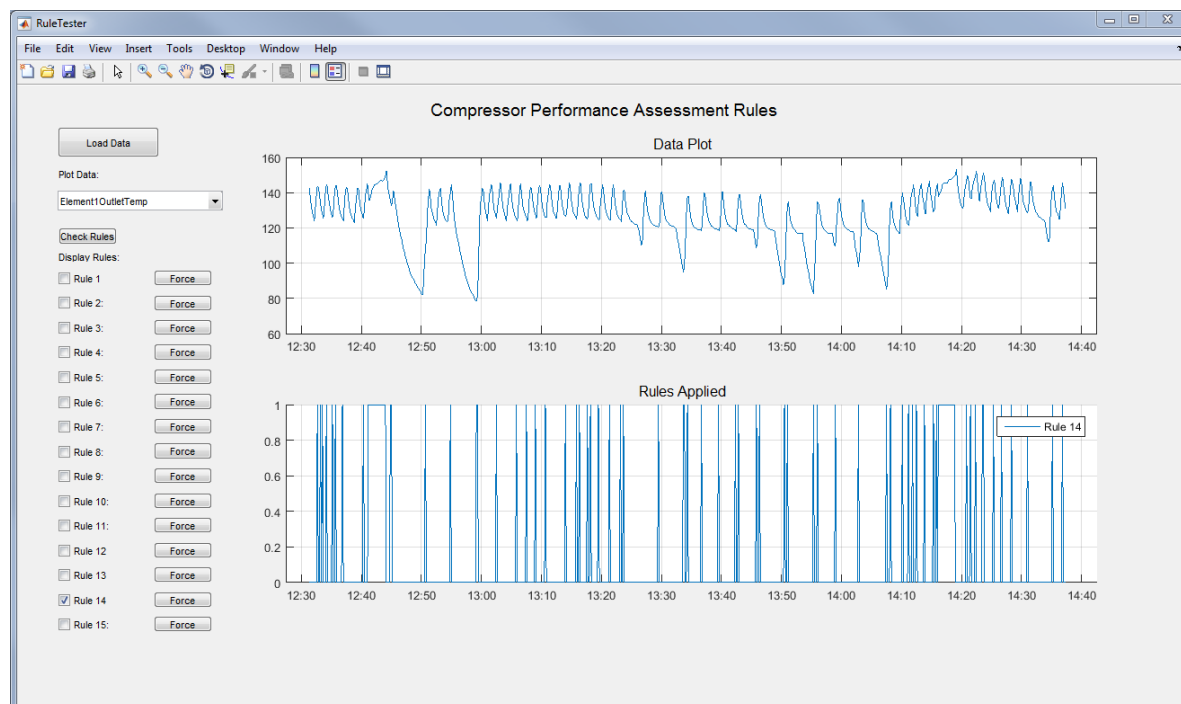 RuleTester
File Edit View Insert Tools Desktop Window Help
Compressor Performance Assessment Rules
Load Data
Plot Data:
Element1OutletTemp
Check Rules
Display Rules:
Rule 1 Force
Rule 2: Force
Rule 3: Force
Rule 4: Force
Rule 5: Force
Rule 6: Force
Rule 7: Force
Rule 8: Force
Rule 9: Force
Rule 10: Force
Rule 11: Force
Rule 12 Force
Rule 13 Force
Rule 14 Force
Rule 15: Force
Data Plot
160
140
120
100
80
60
12:30 12:40 12:50 13:00 13:10 13:20 13:30 13:40 13:50 14:00 14:10 14:20 14:30 14:40
Rules Applied
1
0.8
0.6
0.4
0.2
0
Rule 14
12:30 12:40 12:50 13:00 13:10 13:20 13:30 13:40 13:50 14:00 14:10 14:20 14:30 14:40